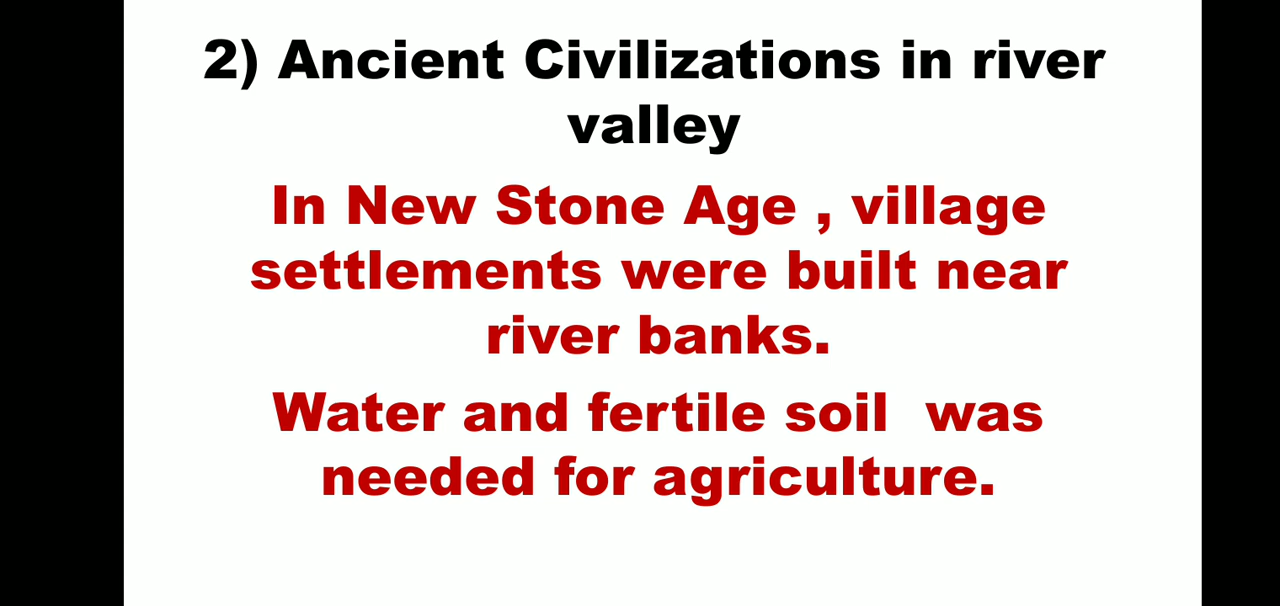 2) Ancient Civilizations in river
valley
In New Stone Age , village
settlements were built near
river banks.
Water and fertile soil  was
needed for agriculture.